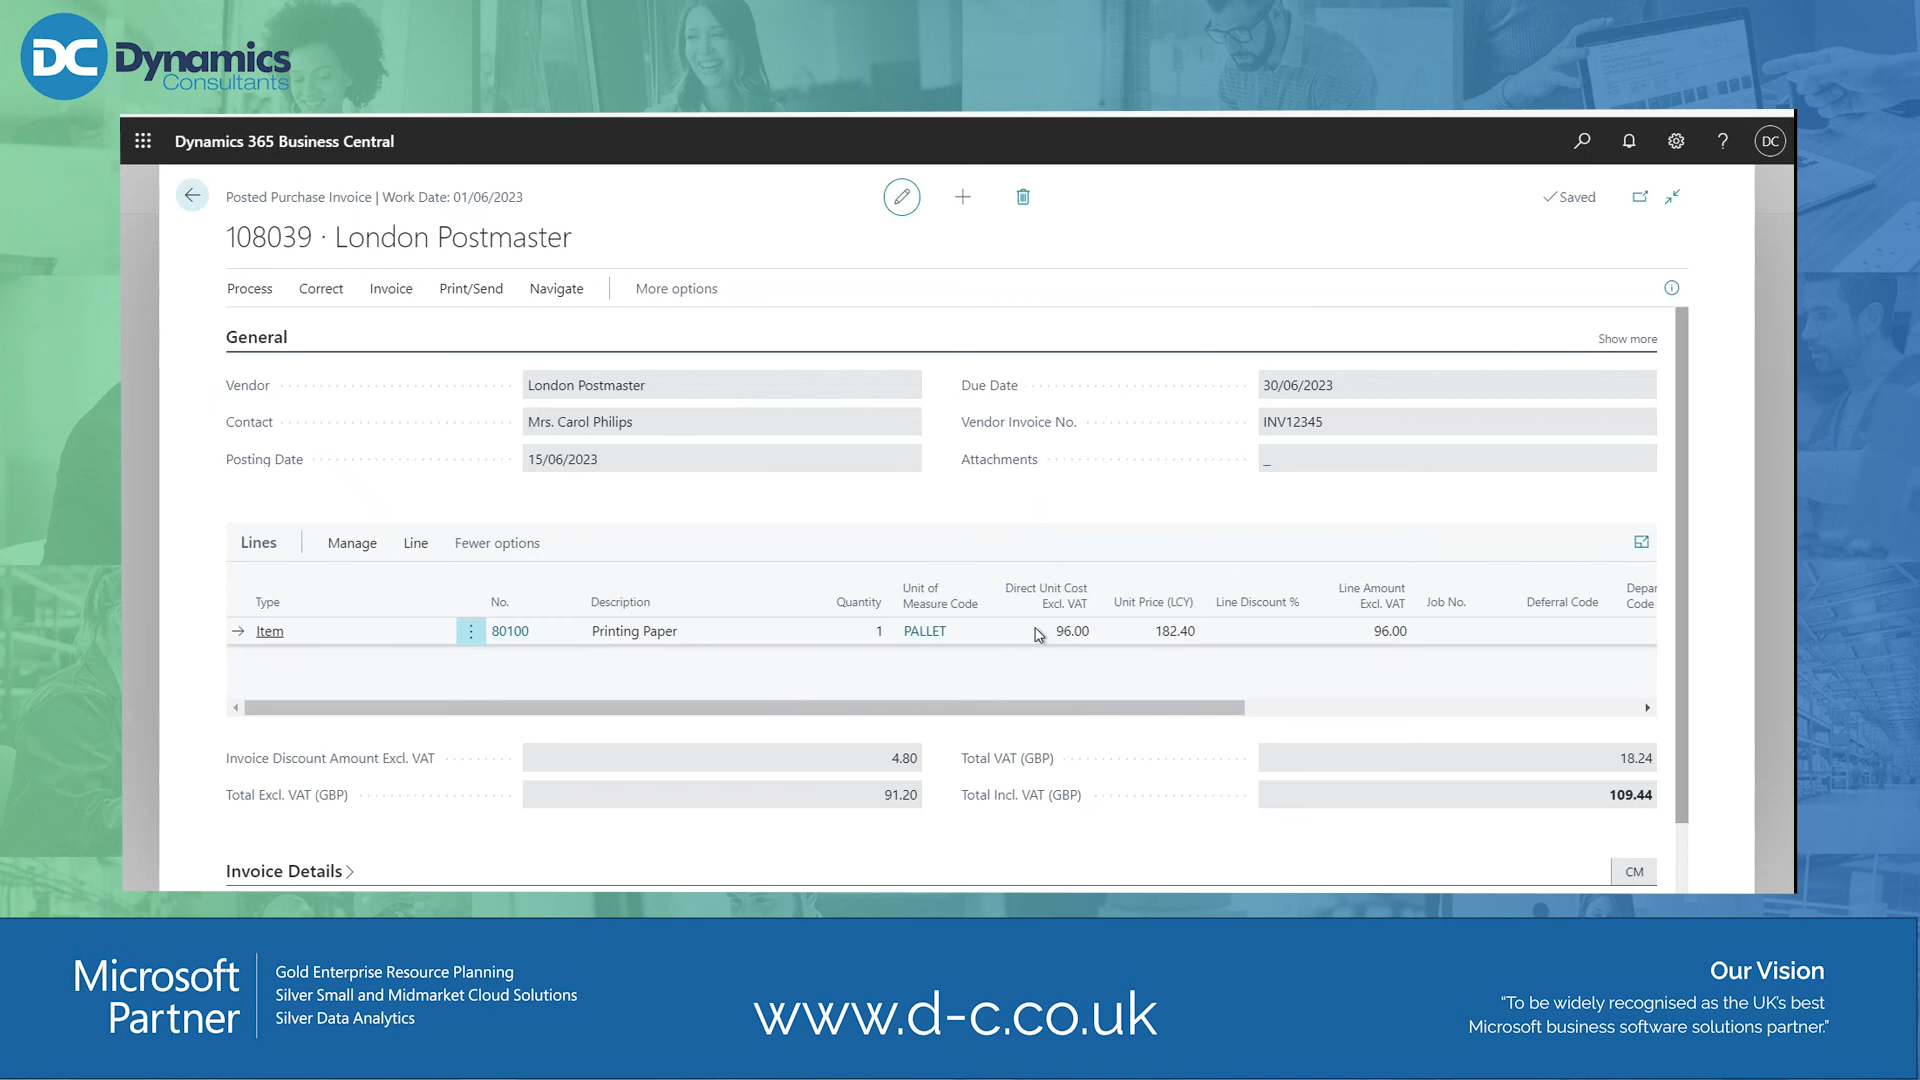 DC Dynamics
Consultants
Dynamics 365 Business Central
? DC
Posted Purchase Invoice | Work Date: 01/06/2023
Saved
108039 · London Postmaster
Process Correct Invoice Print/Send Navigate More options
General Show more
Vendor London Postmaster Due Date 30/06/2023
Contact Mrs. Carol Philips Vendor Invoice No. INV12345
Posting Date 15/06/2023 Attachments _
Lines Manage Line Fewer options
Unit of Direct Unit Cost Line Amount Depar
Type No. Description Quantity Measure Code Excl. VAT Unit Price (LCY) Line Discount % Excl. VAT Job No. Deferral Code Code
Item 80100 Printing Paper 1 PALLET 96.00 182.40 96.00
Invoice Discount Amount Excl. VAT 4.80 Total VAT (GBP) 18.24
Total Excl. VAT (GBP) 91.20 Total Incl. VAT (GBP) 109.44
Invoice Details CM
Microsoft
Partner
Gold Enterprise Resource Planning
Silver Small and Midmarket Cloud Solutions
Silver Data Analytics
www.d-c.co.uk
Our Vision
“To be widely recognised as the UK's best
Microsoft business software solutions partner.”